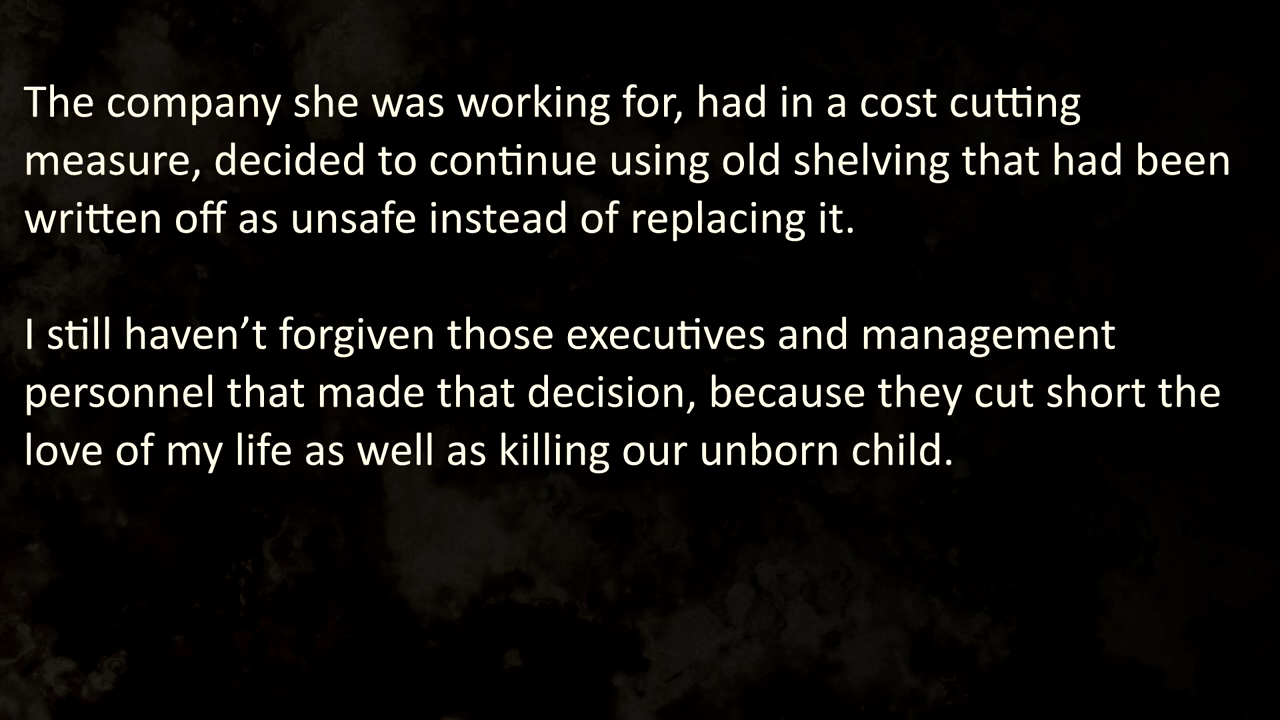 The company she was working for, had in a cost cutting
measure, decided to continue using old shelving that had been
written off as unsafe instead of replacing it.
I still haven’t forgiven those executives and management
personnel that made that decision, because they cut short the
love of my life as well as killing our unborn child.